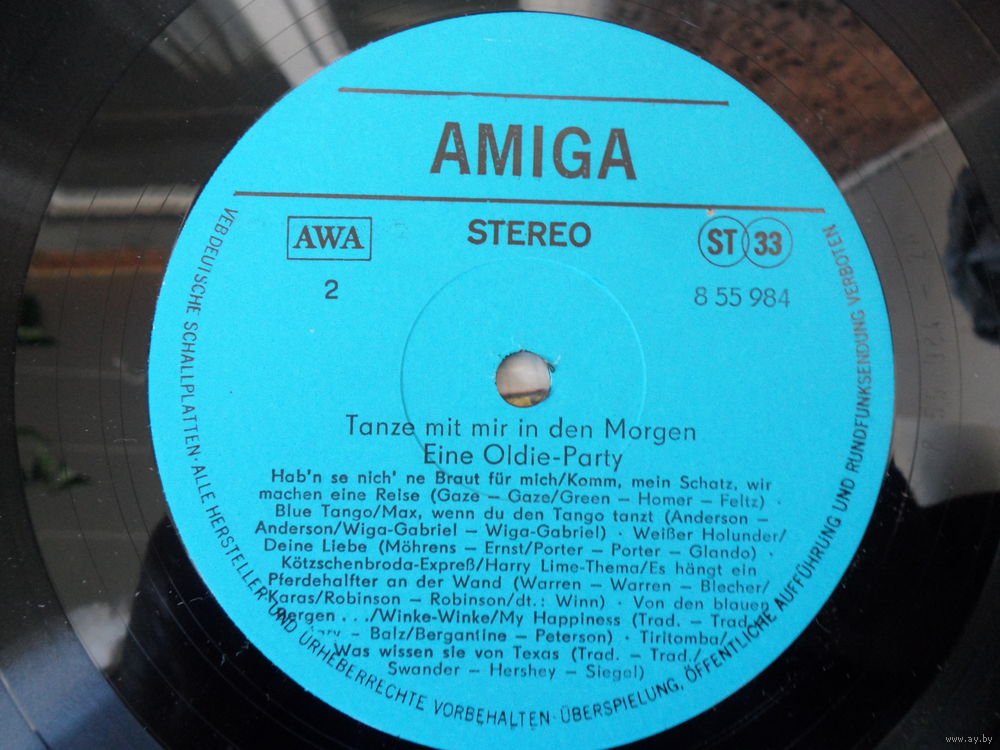 AMIGA
AWA
STEREO
ST 33
2
8 55 984
Tanze mit mir in den Morgen
Eine Oldie-Party
Hab'n se nich' ne Braut für mich/Komm, mein Schatz, wir
machen eine Reise (Gaze – Gaze/Green – Homer – Feltz) ·
Blue Tango/Max, wenn du den Tango tanzt (Anderson –
Anderson/Wiga-Gabriel – Wiga-Gabriel) · Weißer Holunder/
Deine Liebe (Möhrens – Ernst/Porter – Porter – Glando) ·
Kötzschenbroda-Expreß/Harry Lime-Thema/Es hängt ein
Pferdehalfter an der Wand (Warren – Warren – Blecher/
Karas/Robinson – Robinson/dt.: Winn) · Von den blauen
Bergen . . ./Winke-Winke/My Happiness (Trad. – Trad./
– Balz/Bergantine – Peterson) · Tiritomba/
Was wissen sie von Texas (Trad. – Trad./
Swander – Hershey – Siegel)
VEB DEUTSCHE SCHALLPLATTEN · ALLE HERSTELLER UND URHEBERRECHTE VORBEHALTEN · ÜBERSPIELUNG, ÖFFENTLICHE AUFFÜHRUNG UND RUNDFUNKSENDUNG VERBOTEN
www.ay.by